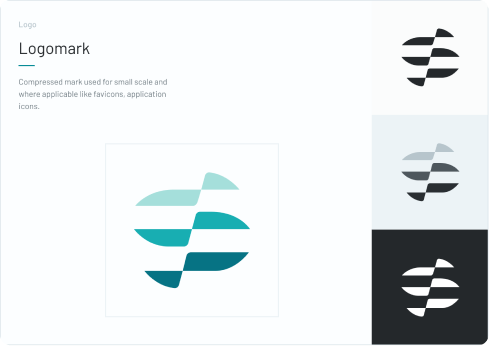 Logo
Logomark
Compressed mark used for small scale and
where applicable like favicons, application
icons.